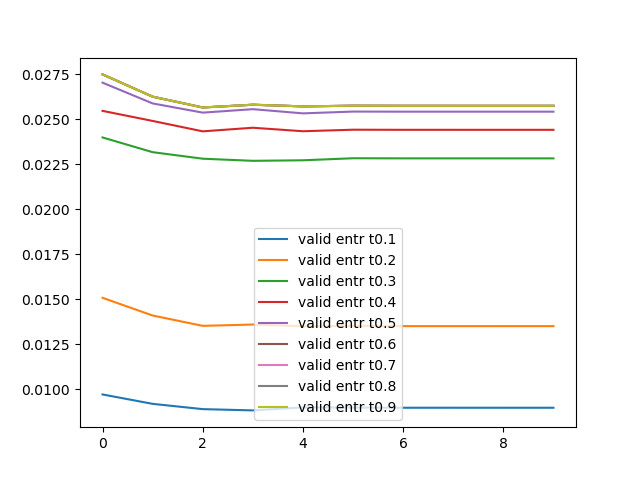 0.0275
0.0250
0.0225
0.0200
0.0175
0.0150
0.0125
0.0100
valid entr t0.1
valid entr t0.2
valid entr t0.3
valid entr t0.4
valid entr t0.5
valid entr t0.6
valid entr t0.7
valid entr t0.8
valid entr t0.9
0 2 4 6 8